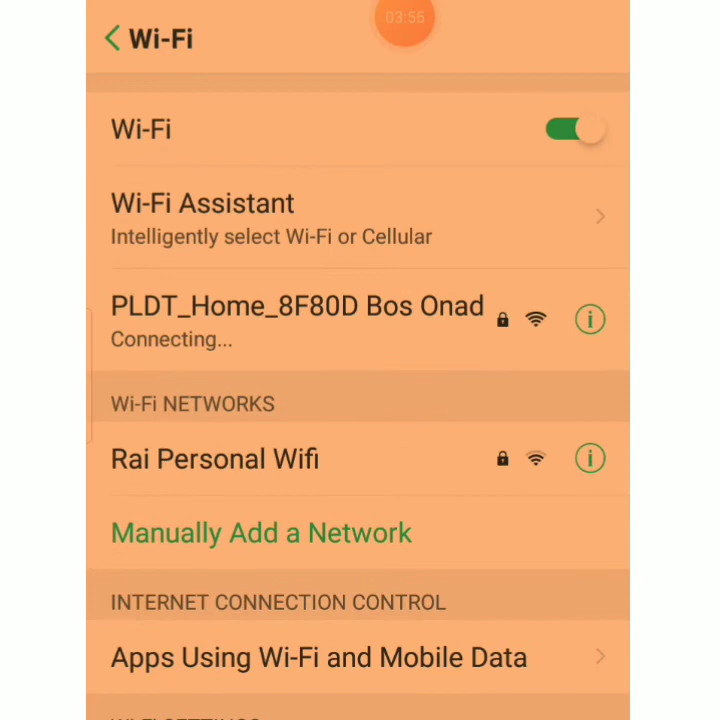 03:55
Wi-Fi
Wi-Fi
Wi-Fi Assistant
Intelligently select Wi-Fi or Cellular
PLDT_Home_8F80D Bos Onad
Connecting...
Wi-Fi NETWORKS
Rai Personal Wifi
Manually Add a Network
INTERNET CONNECTION CONTROL
Apps Using Wi-Fi and Mobile Data